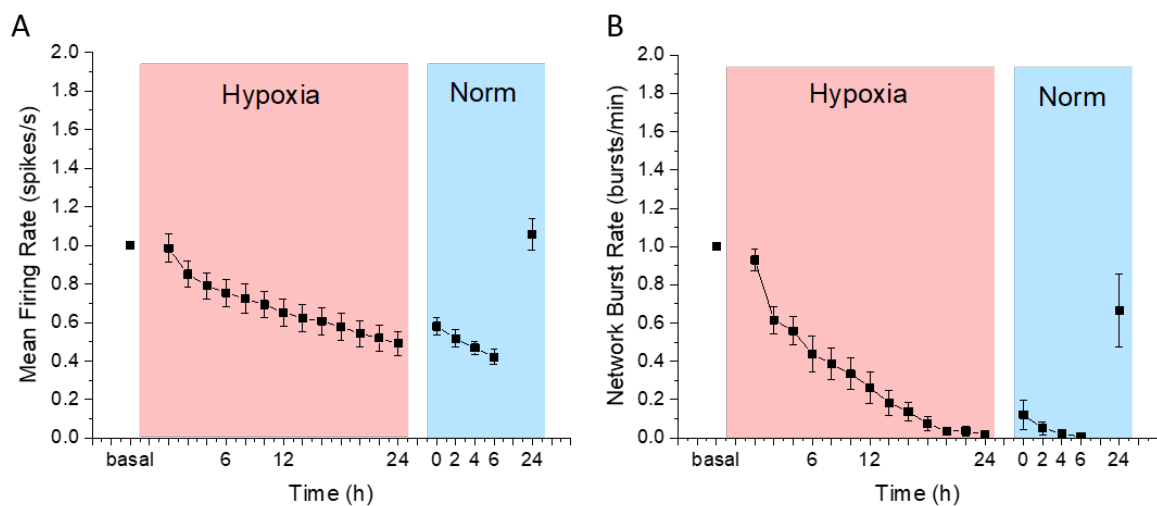 A
Mean Firing Rate (spikes/s)
2.0
1.8
1.6
1.4
1.2
1.0
0.8
0.6
0.4
0.2
0.0
Hypoxia
Norm
basal 6 12 24 0 2 4 6 24
Time (h)
B
Network Burst Rate (bursts/min)
2.0
1.8
1.6
1.4
1.2
1.0
0.8
0.6
0.4
0.2
0.0
Hypoxia
Norm
basal 6 12 24 0 2 4 6 24
Time (h)